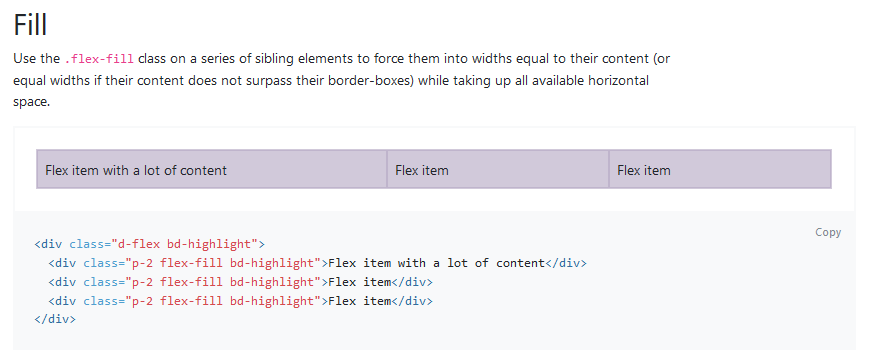 Fill
Use the .flex-fill class on a series of sibling elements to force them into widths equal to their content (or
equal widths if their content does not surpass their border-boxes) while taking up all available horizontal
space.
Flex item with a lot of content Flex item Flex item
Copy
<div class="d-flex bd-highlight">
  <div class="p-2 flex-fill bd-highlight">Flex item with a lot of content</div>
  <div class="p-2 flex-fill bd-highlight">Flex item</div>
  <div class="p-2 flex-fill bd-highlight">Flex item</div>
</div>